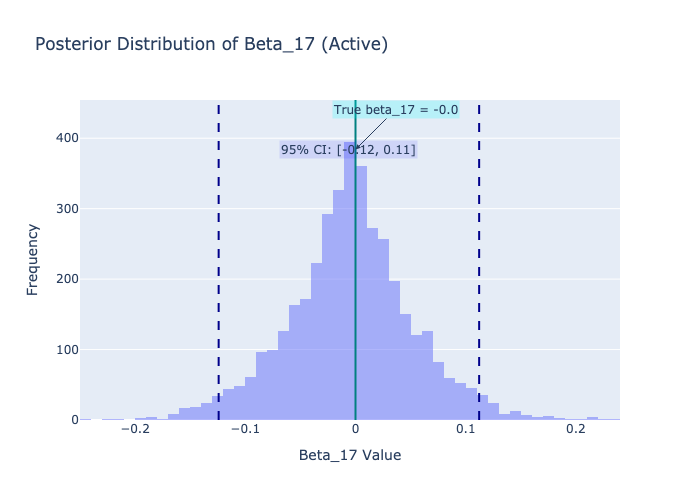 Posterior Distribution of Beta_17 (Active)
True beta_17 = -0.0
95% CI: [-0.12, 0.11]
400
300
200
100
0
Frequency
−0.2
−0.1
0
0.1
0.2
Beta_17 Value